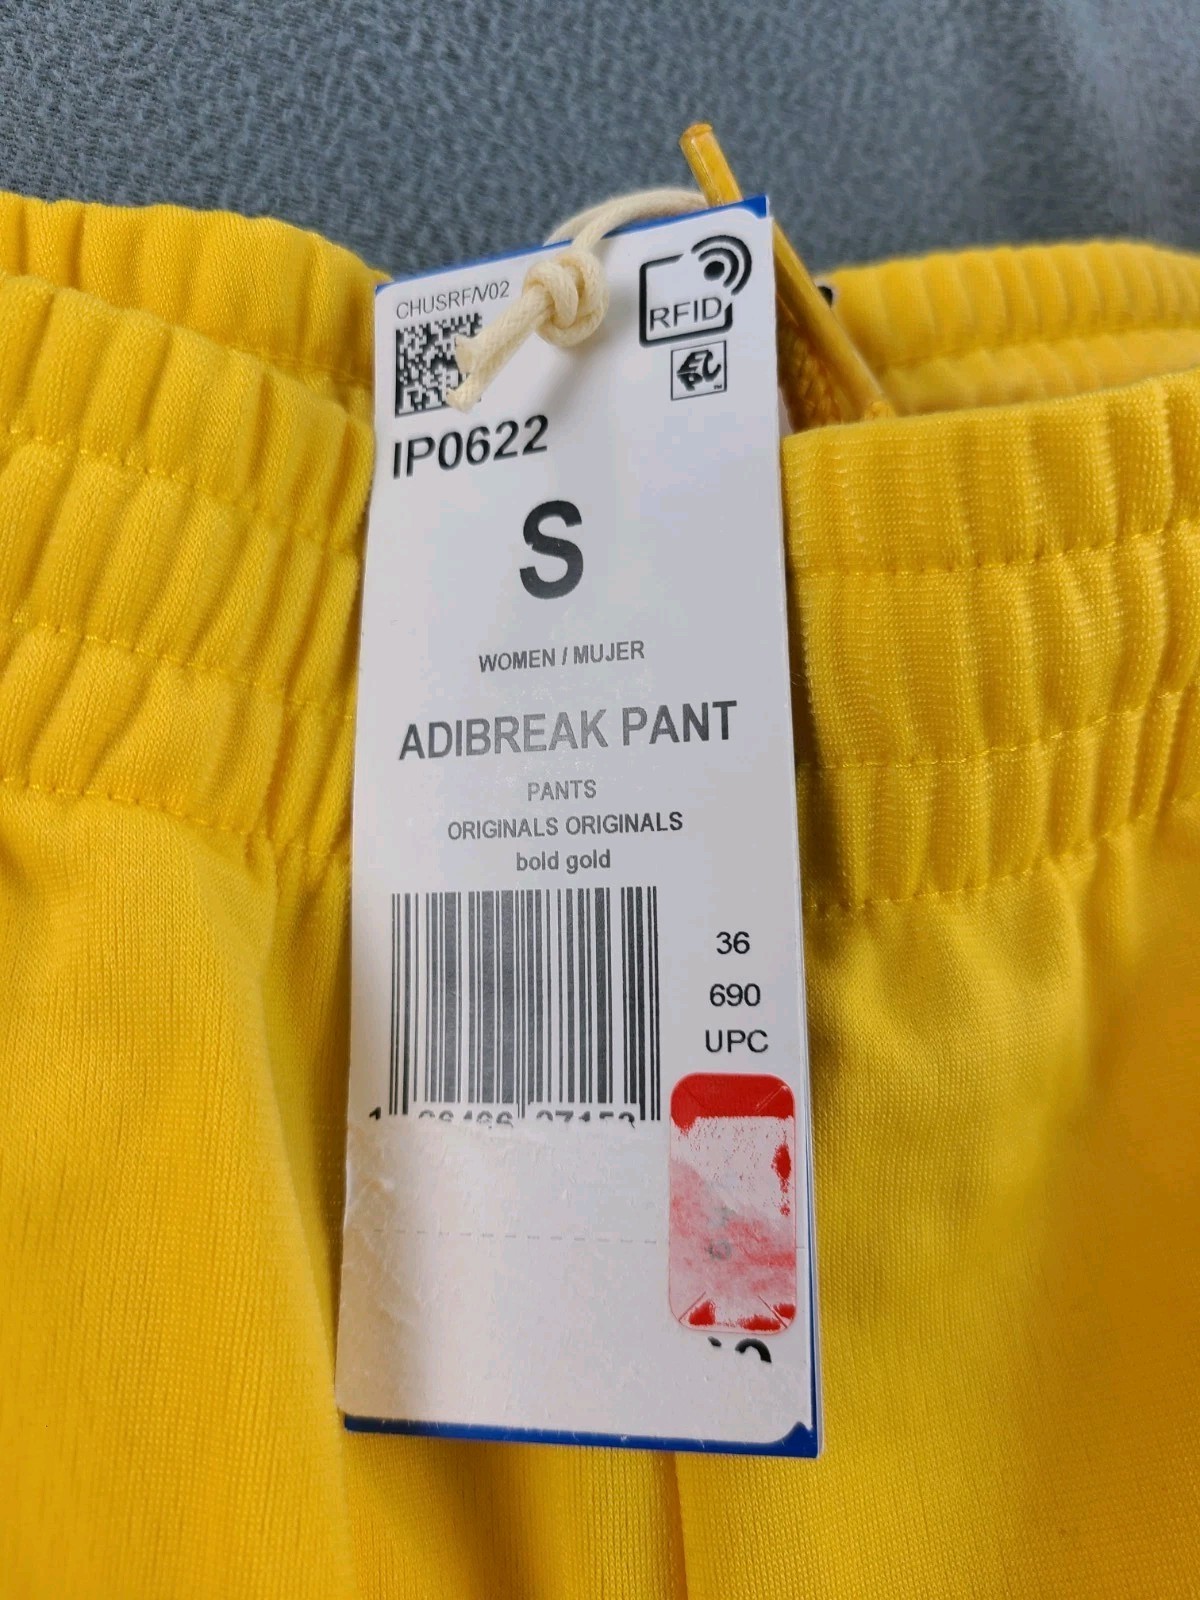 CHUSRF/V02
RFID
IP0622
S
WOMEN / MUJER
ADIBREAK PANT
PANTS
ORIGINALS ORIGINALS
bold gold
36
690
UPC